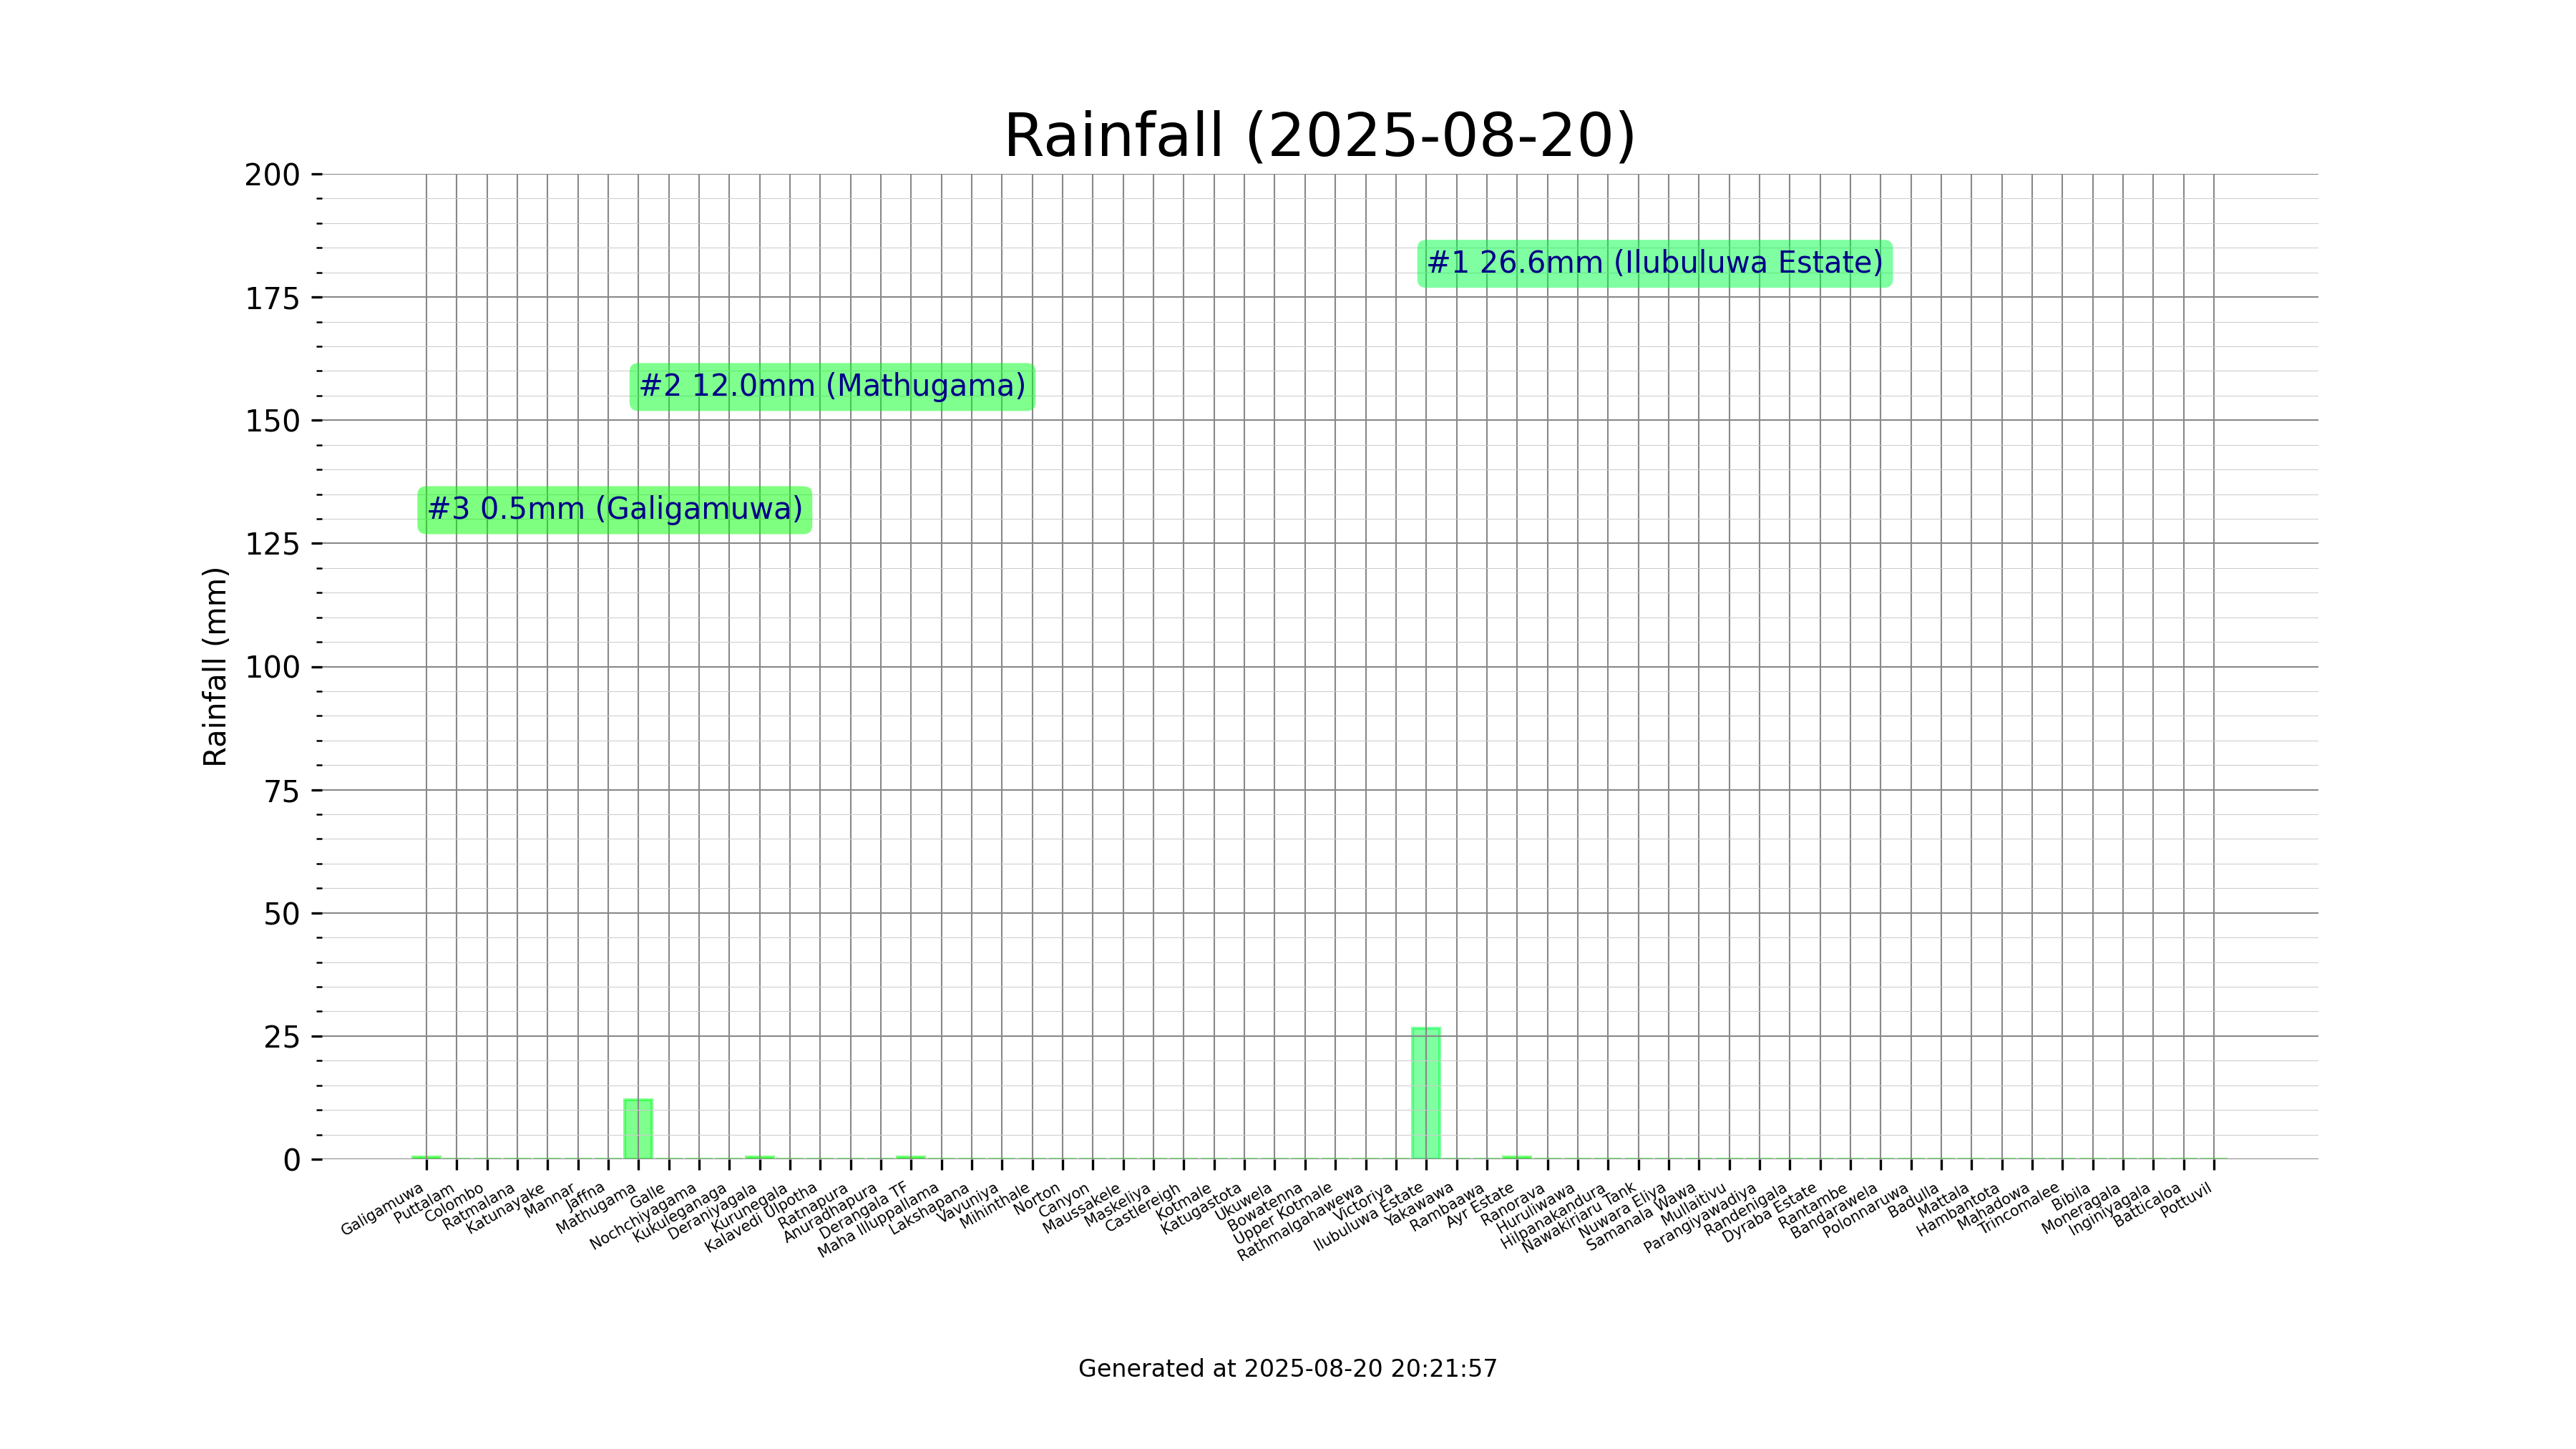 Rainfall (2025-08-20)
200
175
150
125
100
75
50
25
0
Rainfall (mm)
#1 26.6mm (Ilubuluwa Estate)
#2 12.0mm (Mathugama)
#3 0.5mm (Galigamuwa)
Galigamuwa
Puttalam
Colombo
Ratmalana
Katunayake
Mannar
Jaffna
Mathugama
Galle
Nochchiyagama
Kukuleganaga
Deraniyagala
Kurunegala
Kalavedi Ulpotha
Ratnapura
Anuradhapura
Derangala TF
Maha Illuppallama
Lakshapana
Vavuniya
Mihinthale
Norton
Canyon
Maussakele
Maskeliya
Castlereigh
Kotmale
Katugastota
Ukuwela
Bowatenna
Upper Kotmale
Rathmalgahawewa
Victoriya
Ilubuluwa Estate
Yakawawa
Rambaawa
Ayr Estate
Ranorava
Huruliwawa
Hilpanakandura
Nawakiriaru Tank
Nuwara Eliya
Samanala Wawa
Mullaitivu
Parangiyawadiya
Randenigala
Dyraba Estate
Rantambe
Bandarawela
Polonnaruwa
Badulla
Mattala
Hambantota
Mahadowa
Trincomalee
Bibila
Moneragala
Inginiyagala
Batticaloa
Pottuvil
Generated at 2025-08-20 20:21:57